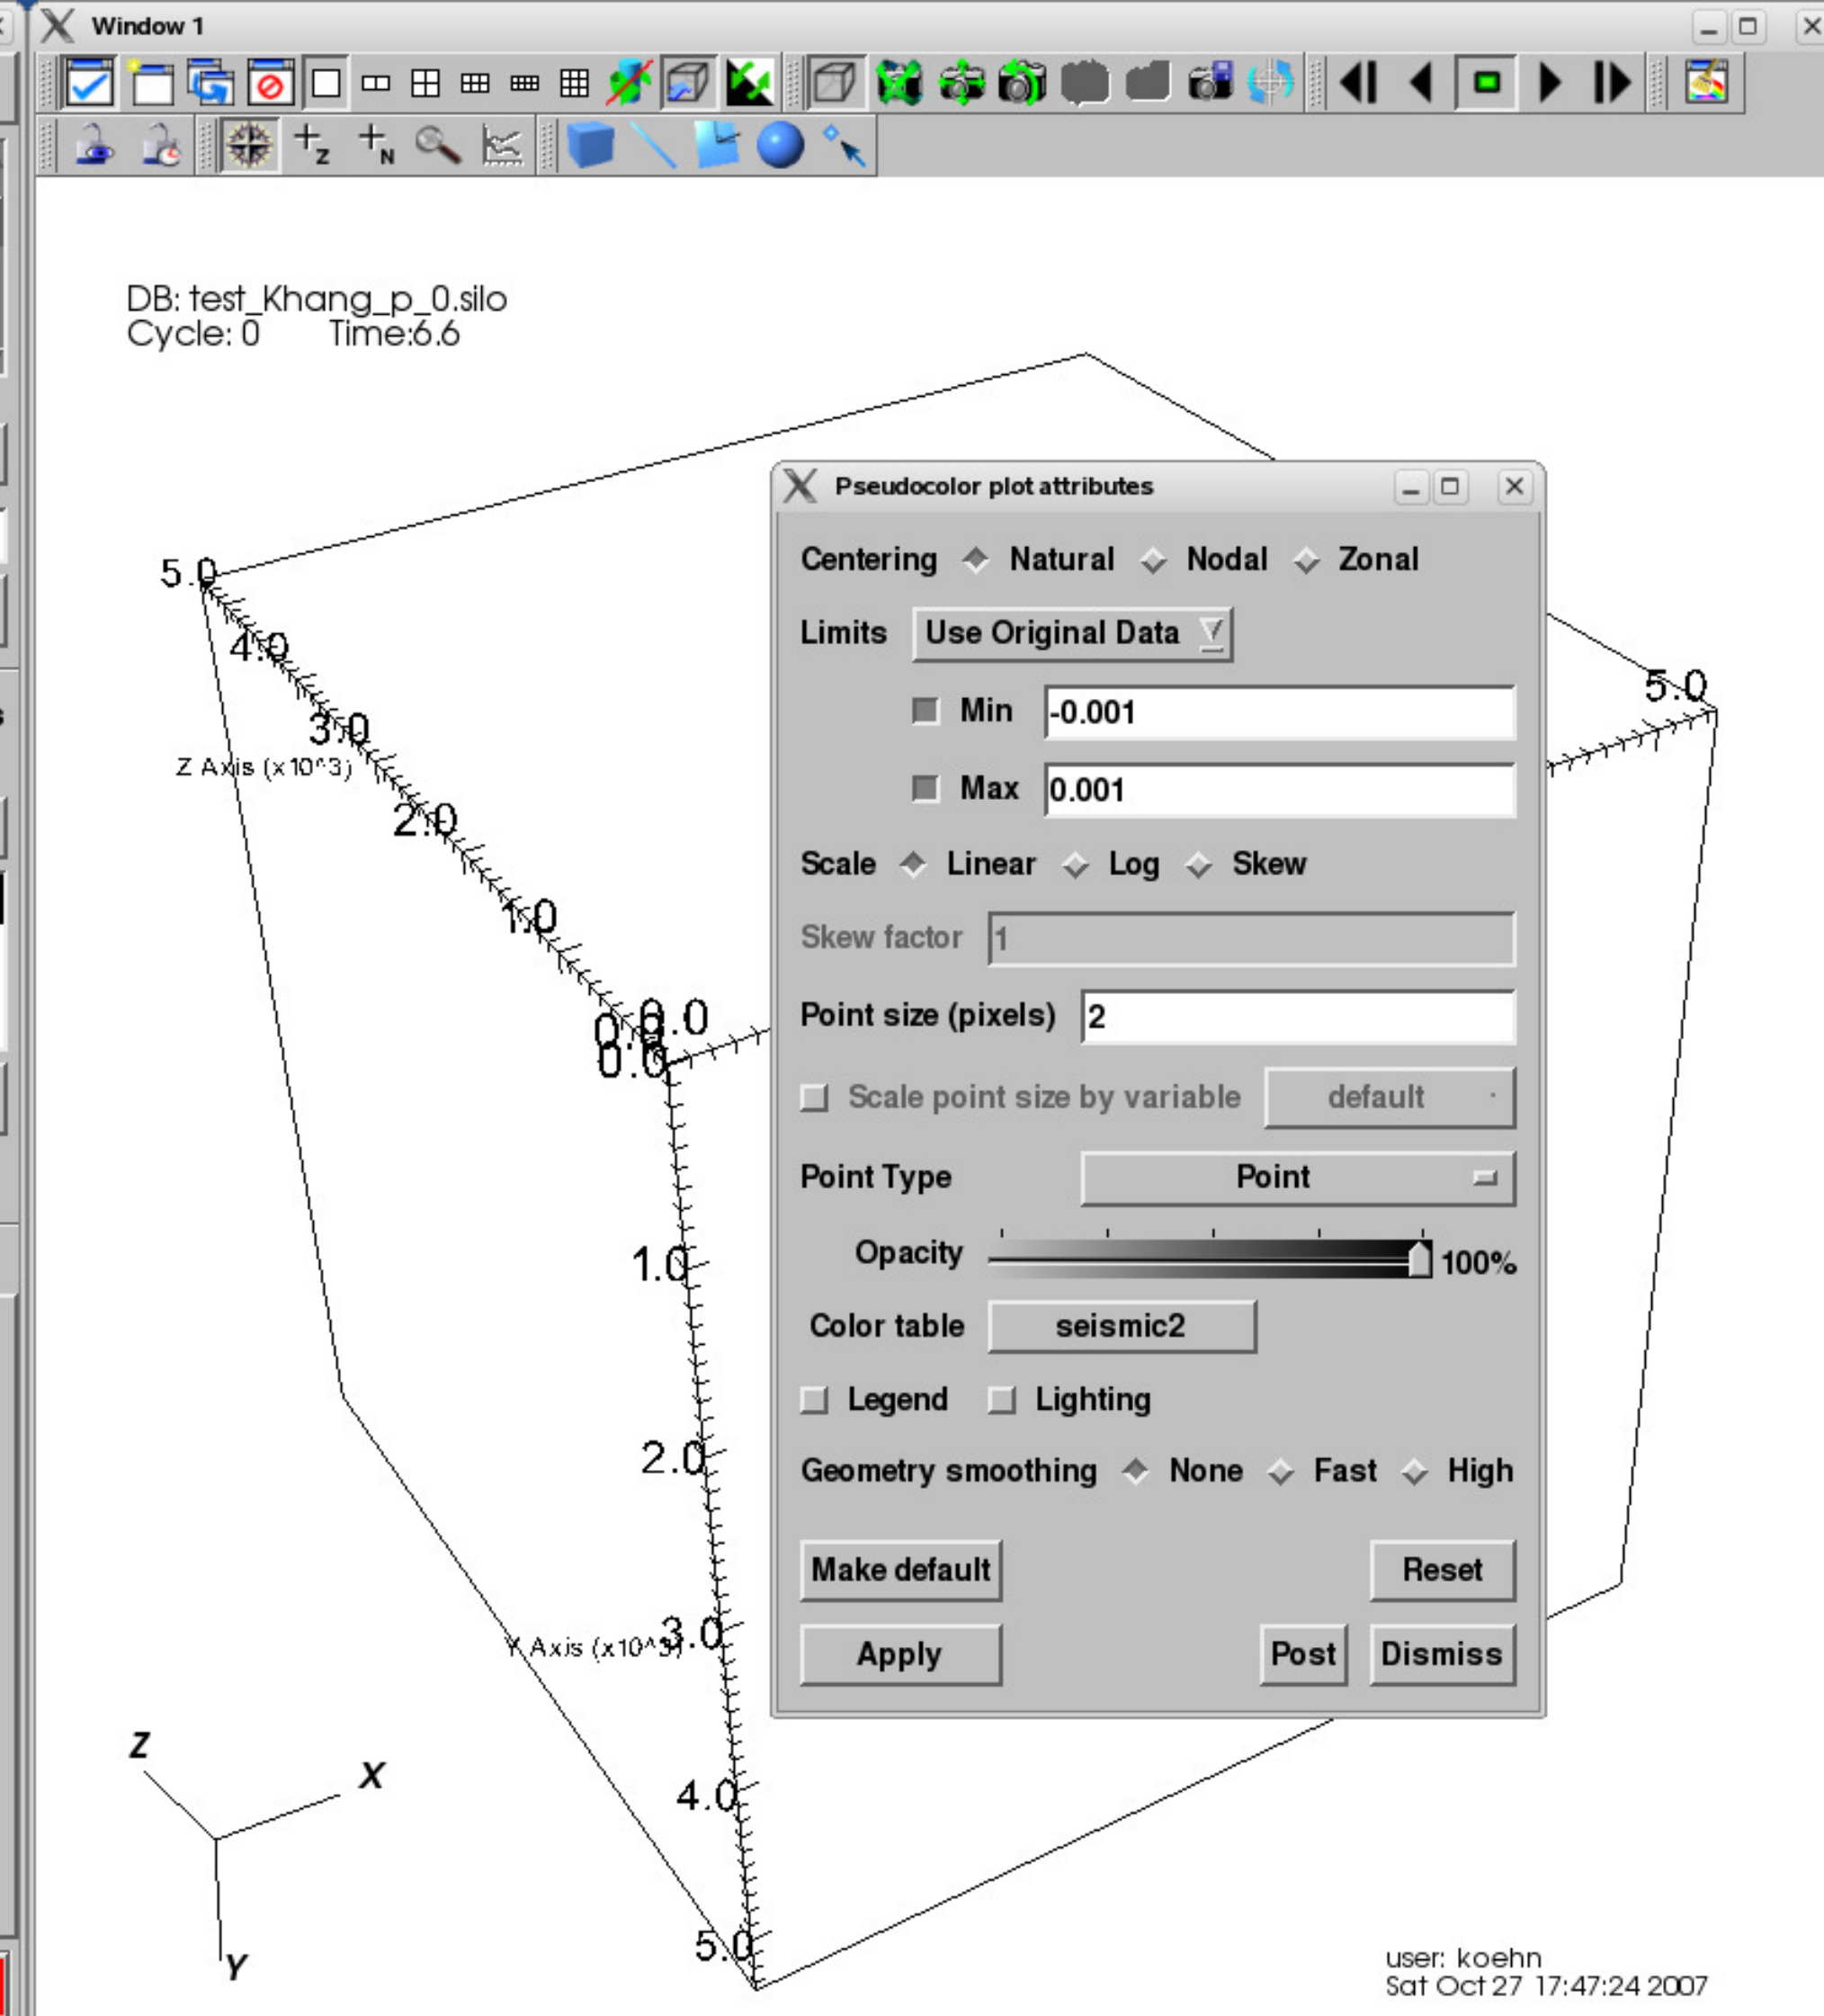 Window 1
+Z
+N
DB: test_Khang_p_0.silo
Cycle: 0 Time:6.6
5.0
4.0
3.0
Z Axis (x10^3)
2.0
1.0
0.0
0.0
0.0
5.0
1.0
2.0
3.0
Y Axis (x10^3)
4.0
5.0
Z
X
Y
Pseudocolor plot attributes
Centering Natural Nodal Zonal
Limits Use Original Data
Min -0.001
Max 0.001
Scale Linear Log Skew
Skew factor 1
Point size (pixels) 2
Scale point size by variable default
Point Type Point
Opacity 100%
Color table seismic2
Legend Lighting
Geometry smoothing None Fast High
Make default Reset
Apply Post Dismiss
user: koehn
Sat Oct 27 17:47:24 2007